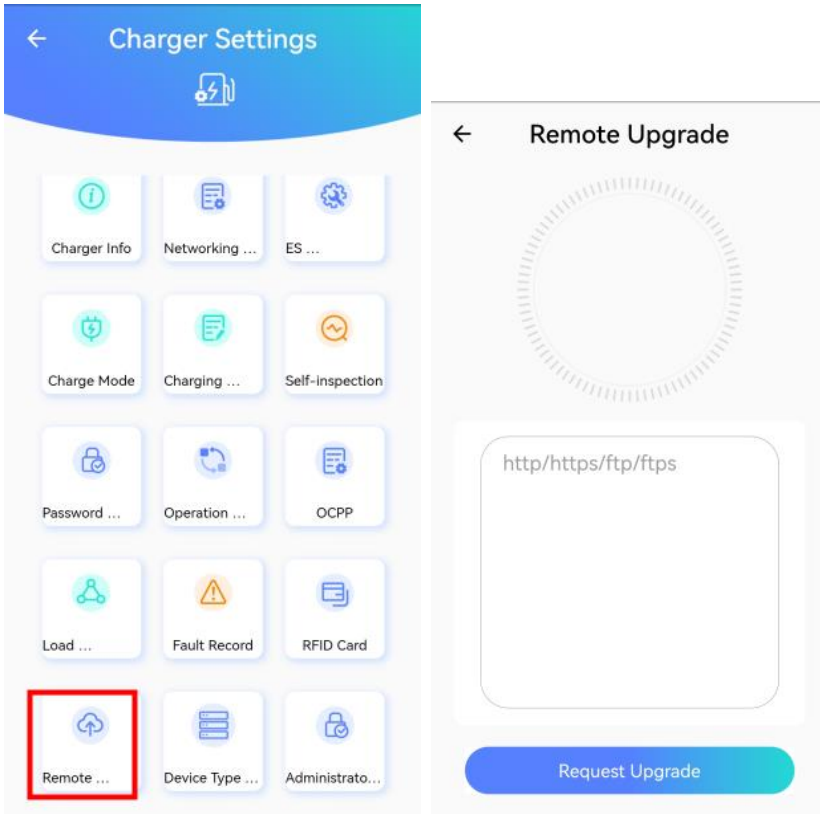 Charger Settings
Charger Info
Networking ...
ES ...
Charge Mode
Charging ...
Self-inspection
Password ...
Operation ...
OCPP
Load ...
Fault Record
RFID Card
Remote ...
Device Type ...
Administrato...
Remote Upgrade
http/https/ftp/ftps
Request Upgrade